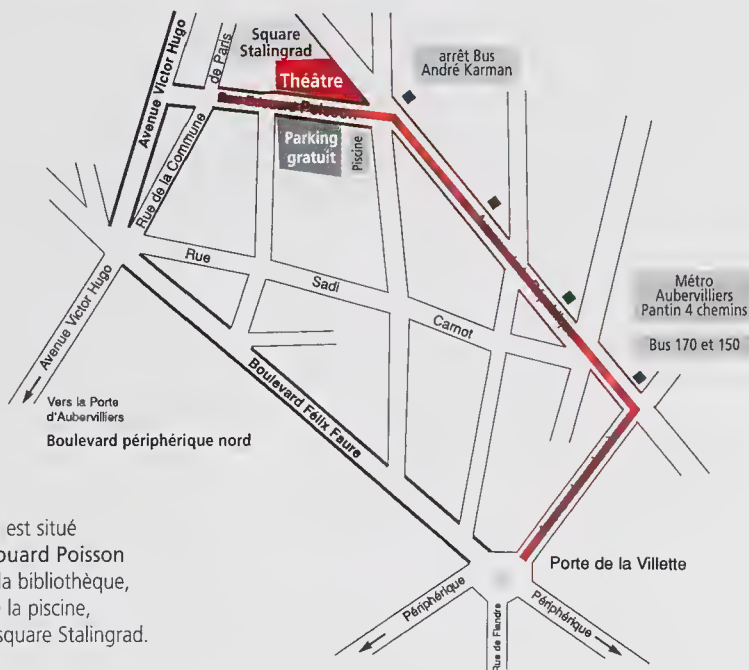 Square
Stalingrad
Théâtre
arrêt Bus
André Karman
Avenue Victor Hugo
de Paris
Rue Edouard Poisson
Parking
gratuit
Piscine
Rue de la Commune
Rue
Sadi
Carnot
Métro
Aubervilliers
Pantin 4 chemins
Bus 170 et 150
Avenue Victor Hugo
Boulevard Félix Faure
Vers la Porte
d'Aubervilliers
Boulevard périphérique nord
est situé
ouard Poisson
la bibliothèque,
la piscine,
square Stalingrad.
Porte de la Villette
Périphérique
Rue de Flandre
Périphérique